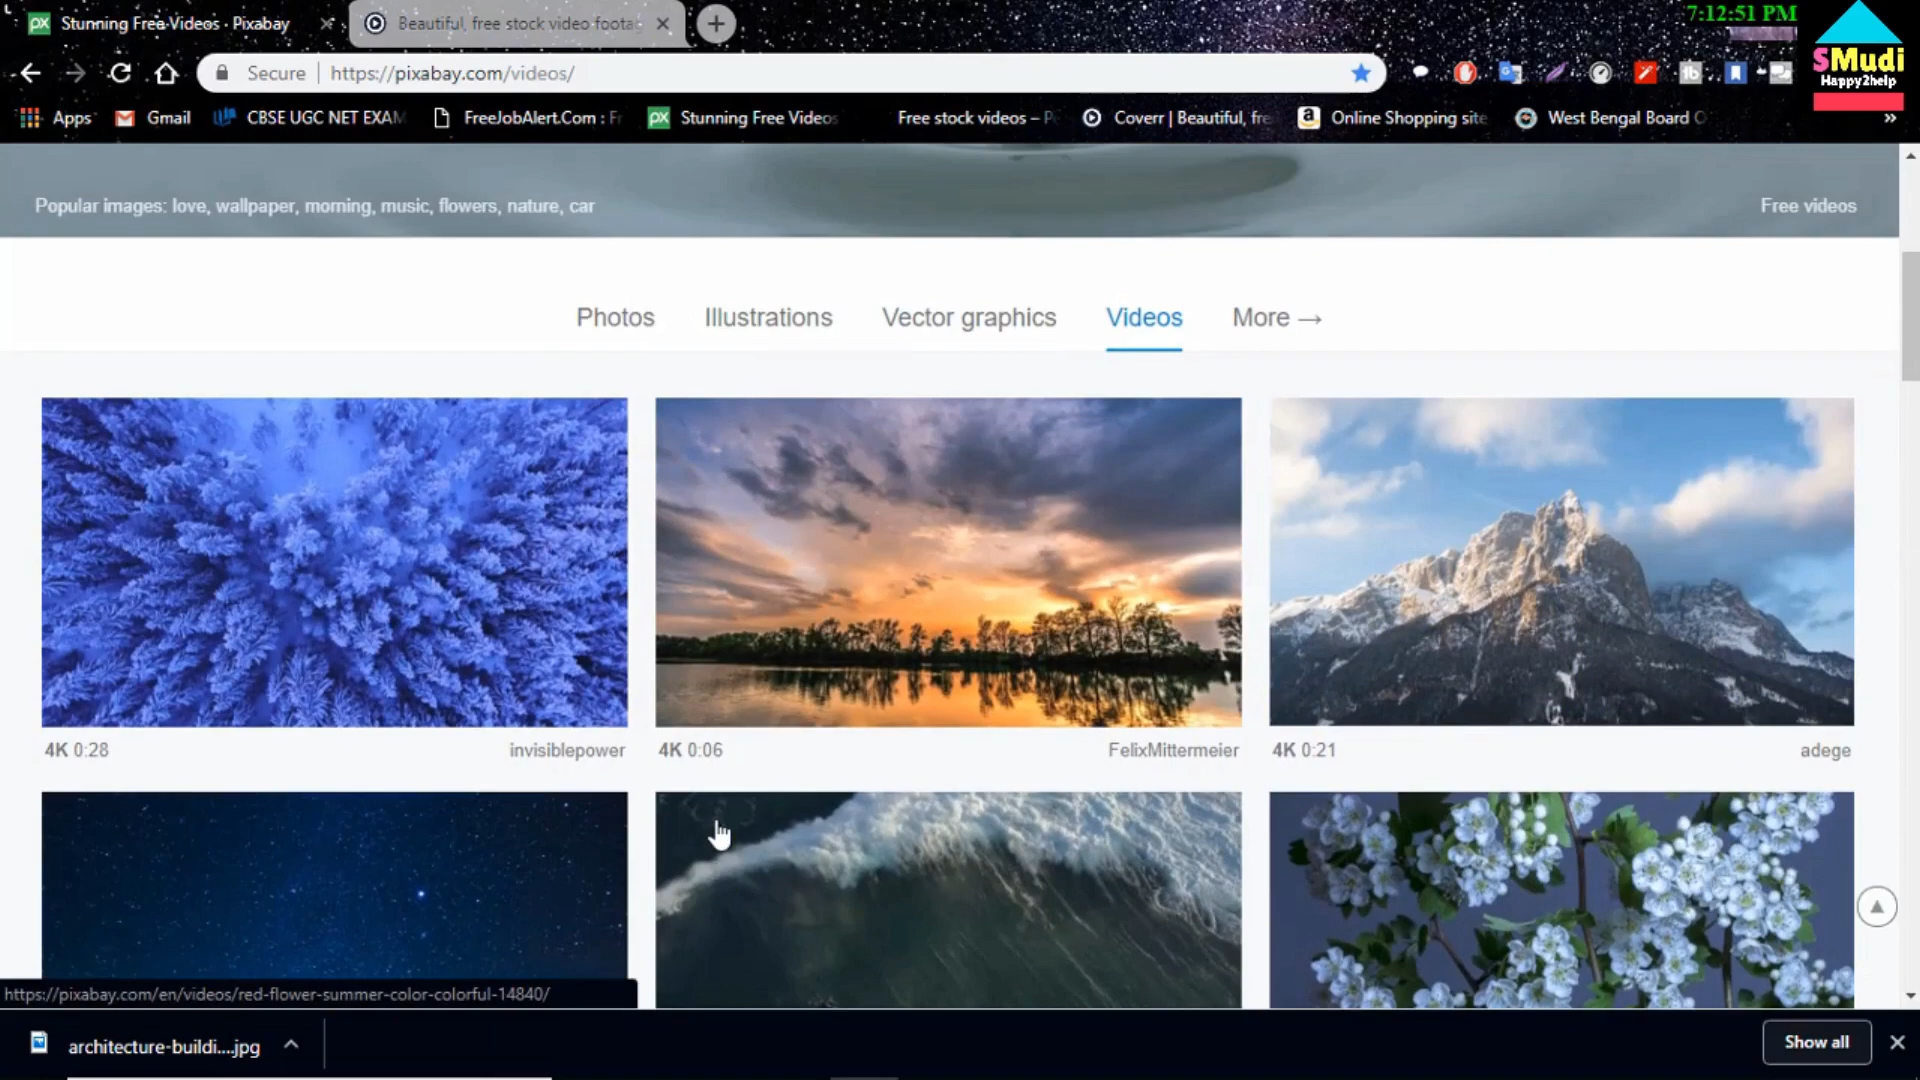 7:12:51 PM
SMudi
Happy2help
px Stunning Free Videos - Pixabay
Beautiful, free stock video foota
Secure | https://pixabay.com/videos/
Apps Gmail CBSE UGC NET EXAM FreeJobAlert.Com : Fr px Stunning Free Videos Free stock videos – Pe Coverr | Beautiful, fre Online Shopping site West Bengal Board O »
Popular images: love, wallpaper, morning, music, flowers, nature, car Free videos
Photos Illustrations Vector graphics Videos More →
4K 0:28 invisiblepower 4K 0:06 FelixMittermeier 4K 0:21 adege
https://pixabay.com/en/videos/red-flower-summer-color-colorful-14840/
architecture-buildi....jpg Show all